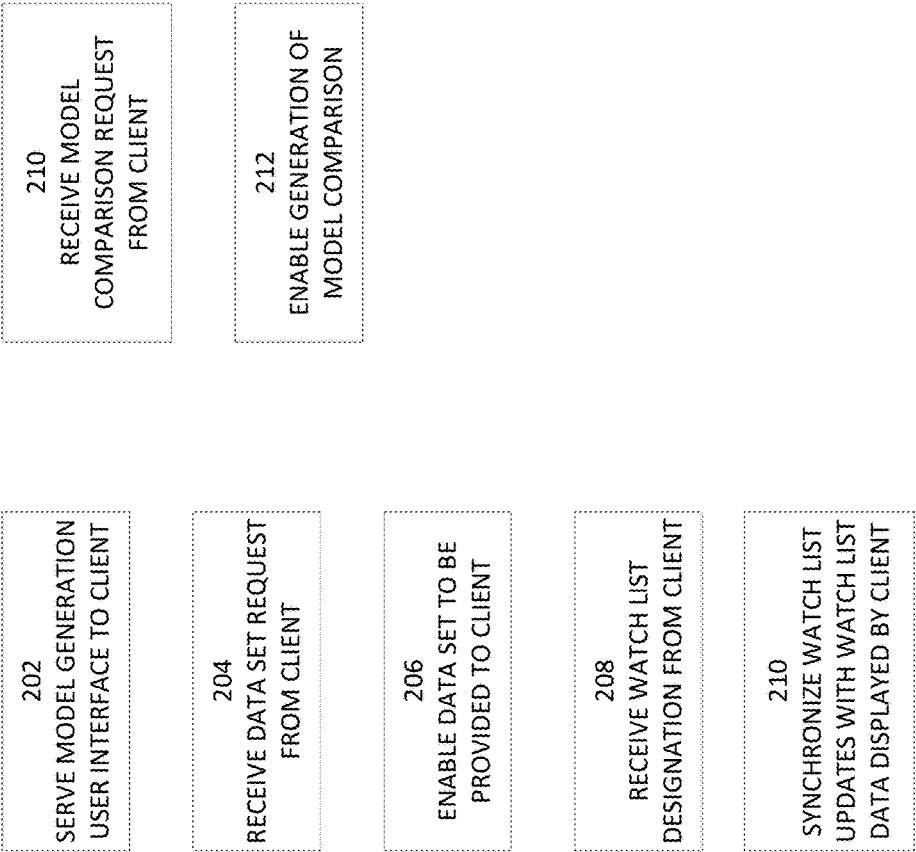 202
SERVE MODEL GENERATION
USER INTERFACE TO CLIENT
204
RECEIVE DATA SET REQUEST
FROM CLIENT
206
ENABLE DATA SET TO BE
PROVIDED TO CLIENT
208
RECEIVE WATCH LIST
DESIGNATION FROM CLIENT
210
SYNCHRONIZE WATCH LIST
UPDATES WITH WATCH LIST
DATA DISPLAYED BY CLIENT
210
RECEIVE MODEL
COMPARISON REQUEST
FROM CLIENT
212
ENABLE GENERATION OF
MODEL COMPARISON